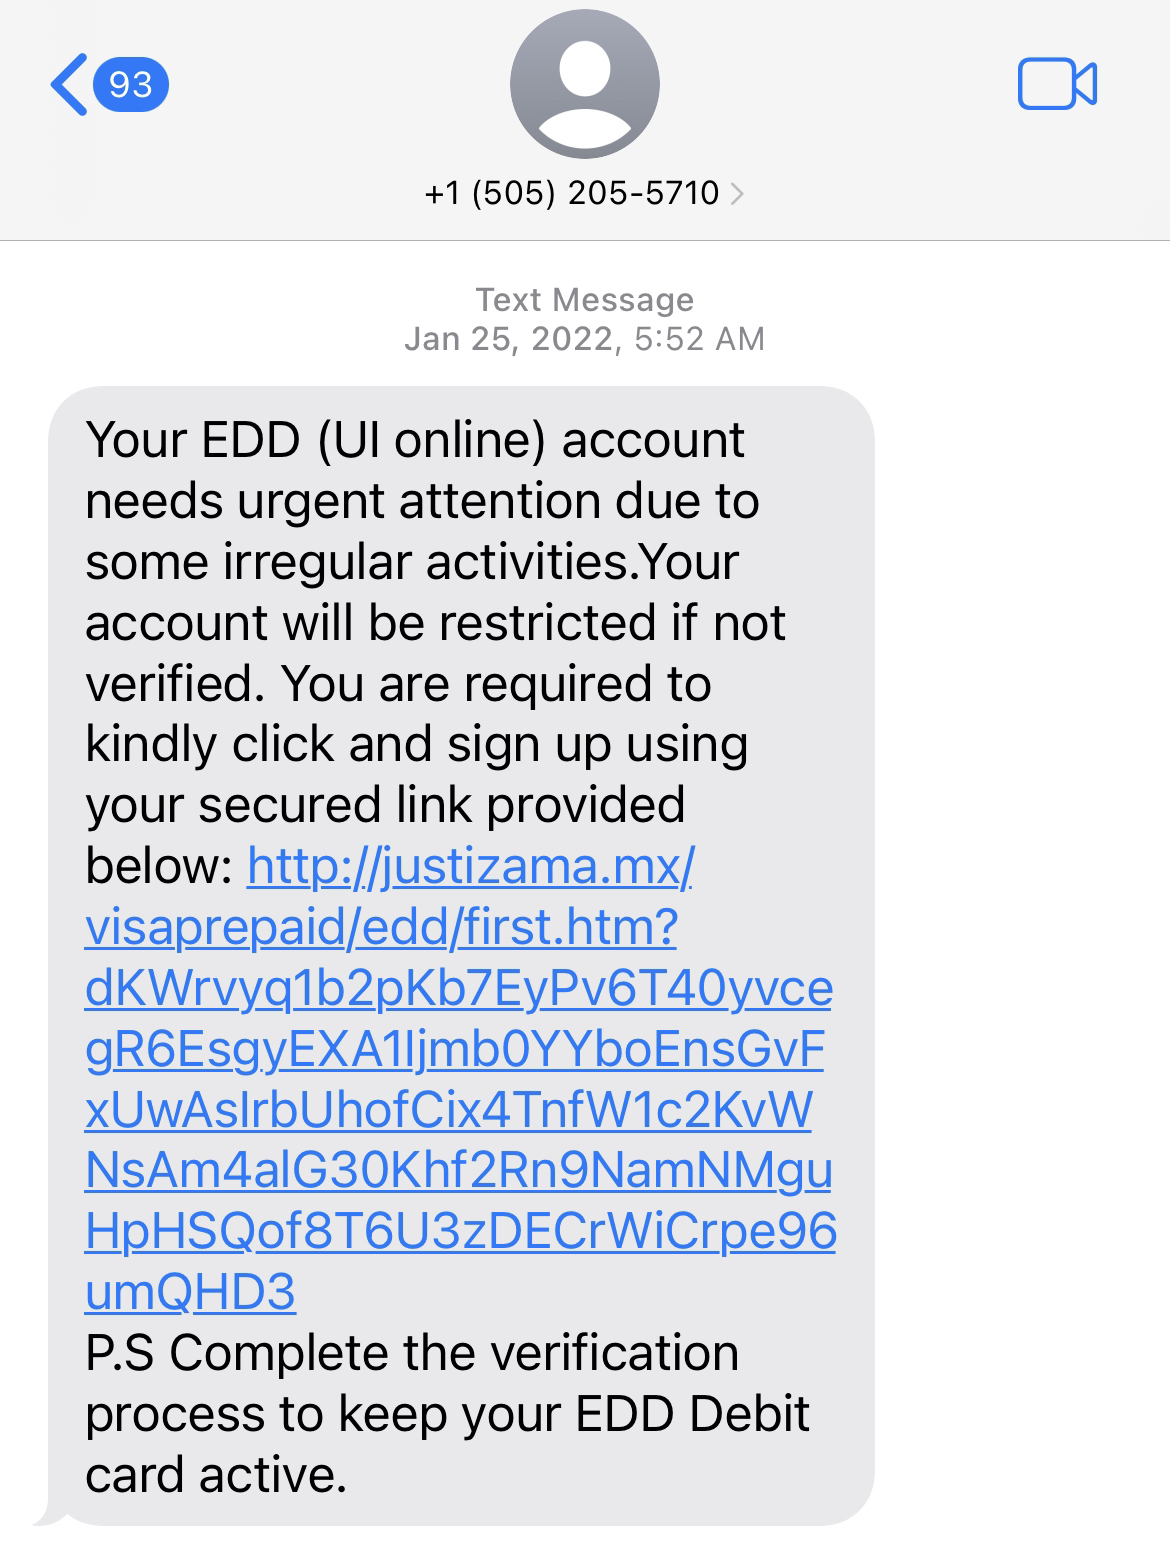 93
+1 (505) 205-5710
Text Message
Jan 25, 2022, 5:52 AM
Your EDD (UI online) account
needs urgent attention due to
some irregular activities.Your
account will be restricted if not
verified. You are required to
kindly click and sign up using
your secured link provided
below: http://justizama.mx/
visaprepaid/edd/first.htm?
dKWrvyq1b2pKb7EyPv6T40yvce
gR6EsgyEXA1Ijmb0YYboEnsGvF
xUwAsIrbUhofCix4TnfW1c2KvW
NsAm4alG30Khf2Rn9NamNMgu
HpHSQof8T6U3zDECrWiCrpe96
umQHD3
P.S Complete the verification
process to keep your EDD Debit
card active.